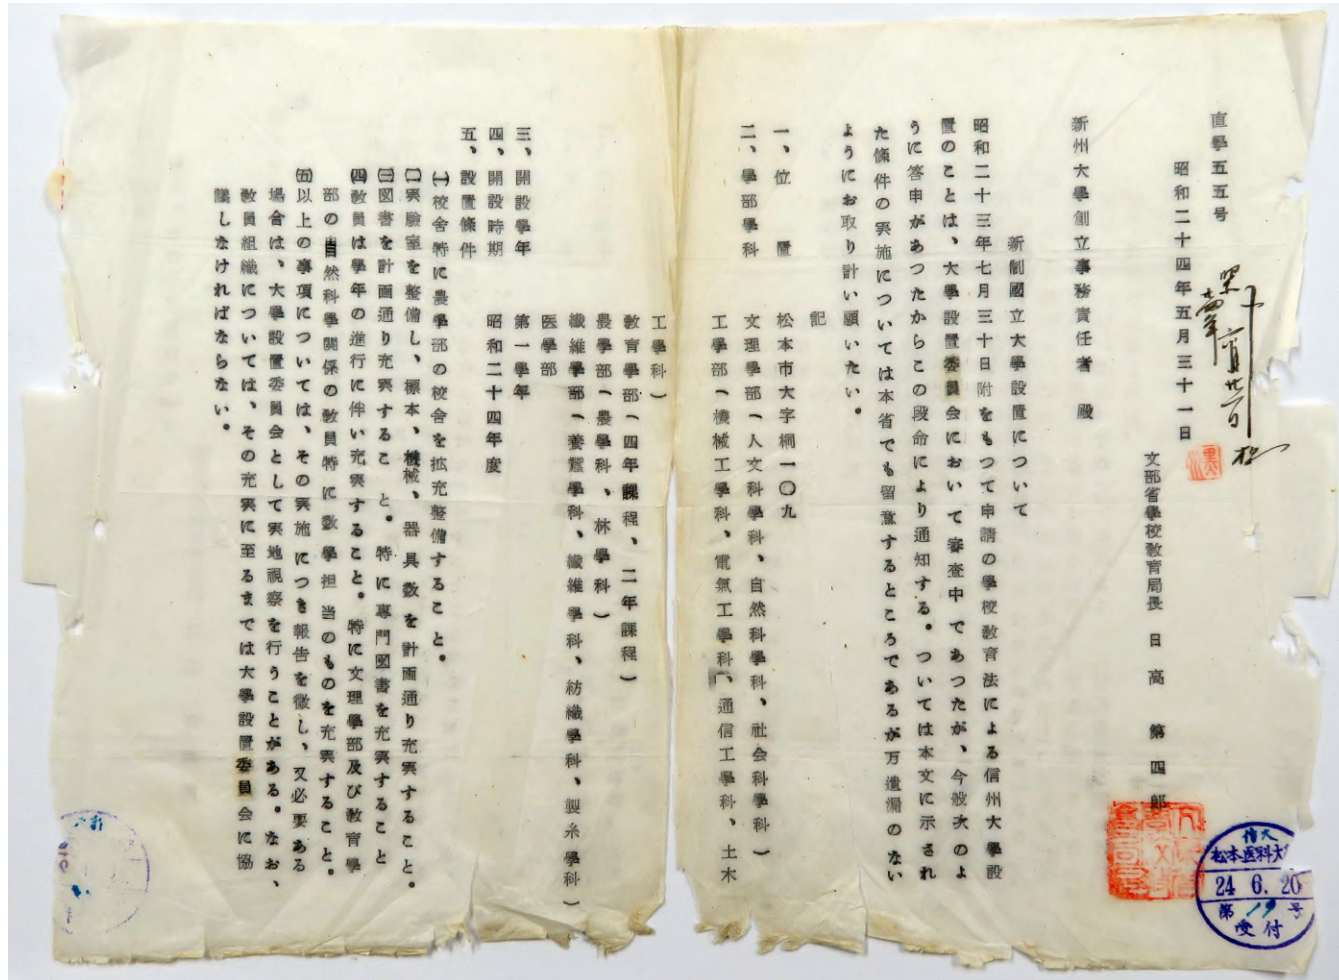 直學五五号
昭和二十四年五月三十一日
文部省學校教育局長　日高　第四郎
新州大學創立事務責任者　殿
新制國立大學設置について
昭和二十三年七月三十日附をもつて申請の學校教育法による信州大學設
置のことは、大學設置委員会において審査中であつたが、今般次のよ
うに答申があつたからこの段命により通知する。ついては本文に示され
た條件の実施については本省でも留意するところであるが万遺漏のない
ようにお取り計い願いたい。
記
一、位置　松本市大字桐一〇九
二、學部學科　文理學部(人文科學科、自然科學科、社会科學科)
工學部(機械工學科、電氣工學科、通信工學科、土木
工學科)
教育學部(四年課程、二年課程)
農學部(農學科、林學科)
繊維學部(養蚕學科、繊維學科、紡織學科、製糸學科)
医學部
三、開設學年　第一學年
四、開設時期　昭和二十四年度
五、設置條件
(一)校舎特に農學部の校舎を拡充整備すること。
(二)実驗室を整備し、標本、機械、器具数を計画通り充実すること。
(三)図書を計画通り充実すること。特に専門図書を充実すること
(四)教員は學年の進行に伴い充実すること。特に文理學部及び教育學
部の自然科學関係の教員特に数學担当のものを充実すること。
(五)以上の事項については、その実施につき報告を徴し、又必要ある
場合は、大學設置委員会として実地視察を行うことがある。なお、
教員組織については、その充実に至るまでは大學設置委員会に協
議しなければならない。
信大
松本医科大
24 6. 20
第19号
受付